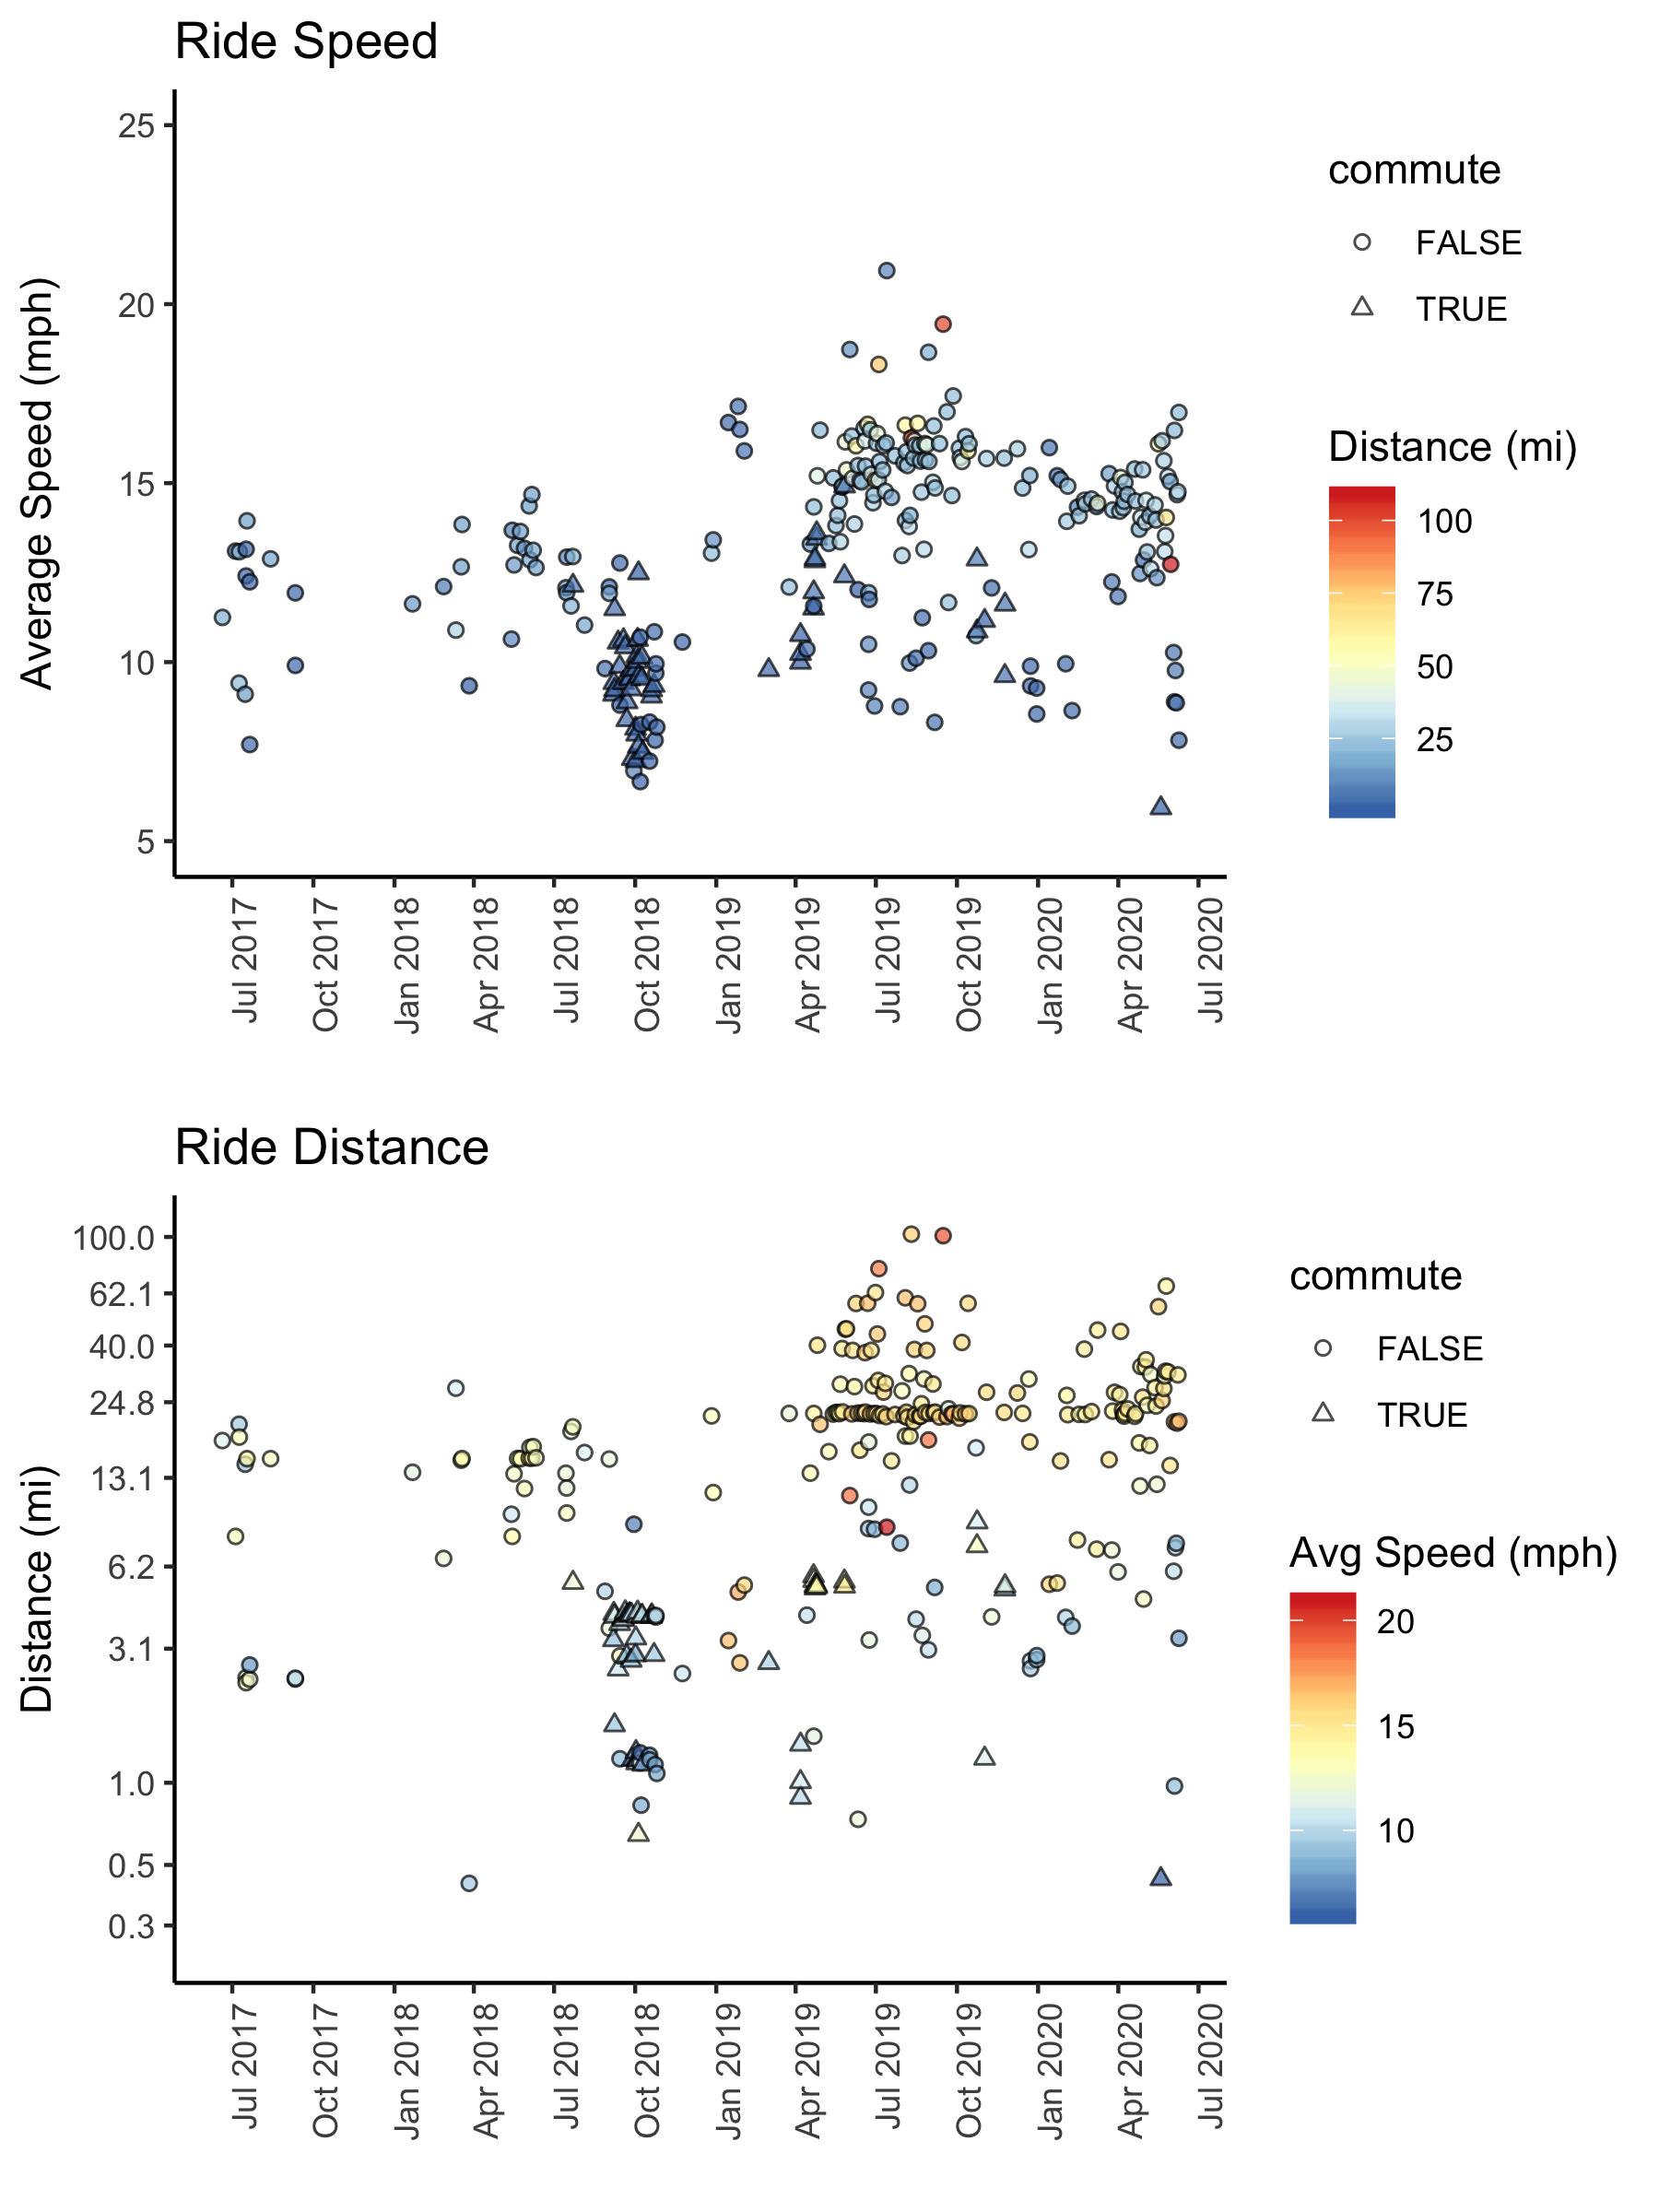 Ride Speed
Average Speed (mph)
25
20
15
10
5
Jul 2017
Oct 2017
Jan 2018
Apr 2018
Jul 2018
Oct 2018
Jan 2019
Apr 2019
Jul 2019
Oct 2019
Jan 2020
Apr 2020
Jul 2020
commute
FALSE
TRUE
Distance (mi)
100
75
50
25
Ride Distance
Distance (mi)
100.0
62.1
40.0
24.8
13.1
6.2
3.1
1.0
0.5
0.3
Jul 2017
Oct 2017
Jan 2018
Apr 2018
Jul 2018
Oct 2018
Jan 2019
Apr 2019
Jul 2019
Oct 2019
Jan 2020
Apr 2020
Jul 2020
commute
FALSE
TRUE
Avg Speed (mph)
20
15
10